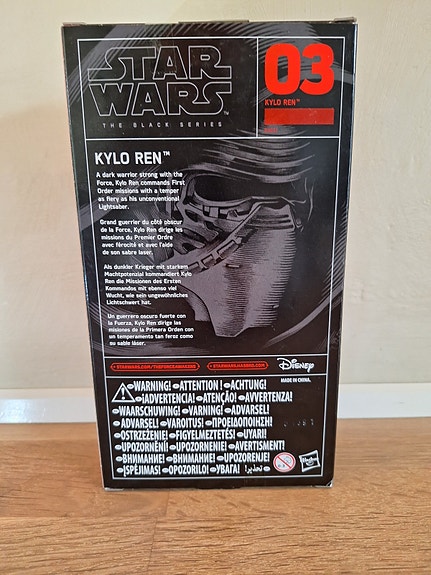 STAR
WARS™
THE BLACK SERIES
03
KYLO REN™
KYLO REN™
A dark warrior strong with the
Force, Kylo Ren commands First
Order missions with a temper
as fiery as his unconventional
Lightsaber.
Grand guerrier du côté obscur
de la Force, Kylo Ren dirige les
missions du Premier Ordre
avec férocité et avec l'aide
de son sabre laser.
Als dunkler Krieger mit starkem
Machtpotenzial kommandiert Kylo
Ren die Missionen des Ersten
Kommandos mit ebenso viel
Wucht, wie sein ungewöhnliches
Lichtschwert hat.
Un guerrero oscuro fuerte con
la Fuerza, Kylo Ren dirige las
misiones de la Primera Orden con
un temperamento tan feroz como
su sable láser.
STARWARS.COM/THEFORCEAWAKENS
STARWARS.HASBRO.COM
Disney
MADE IN CHINA.
WARNING! ATTENTION! ACHTUNG!
¡ADVERTENCIA! ATENÇÃO! AVVERTENZA!
WAARSCHUWING! VARNING! ADVARSEL!
ADVARSEL! VAROITUS! ΠΡΟΕΙΔΟΠΟΙΗΣΗ!
OSTRZEŻENIE! FIGYELMEZTETÉS! UYARI!
UPOZORNĚNÍ! UPOZORNENIE! AVERTISMENT!
ВНИМАНИЕ! ВНИМАНИЕ! UPOZORENJE!
ĮSPĖJIMAS! OPOZORILO! УВАГА! تحذير!
0-3
Hasbro